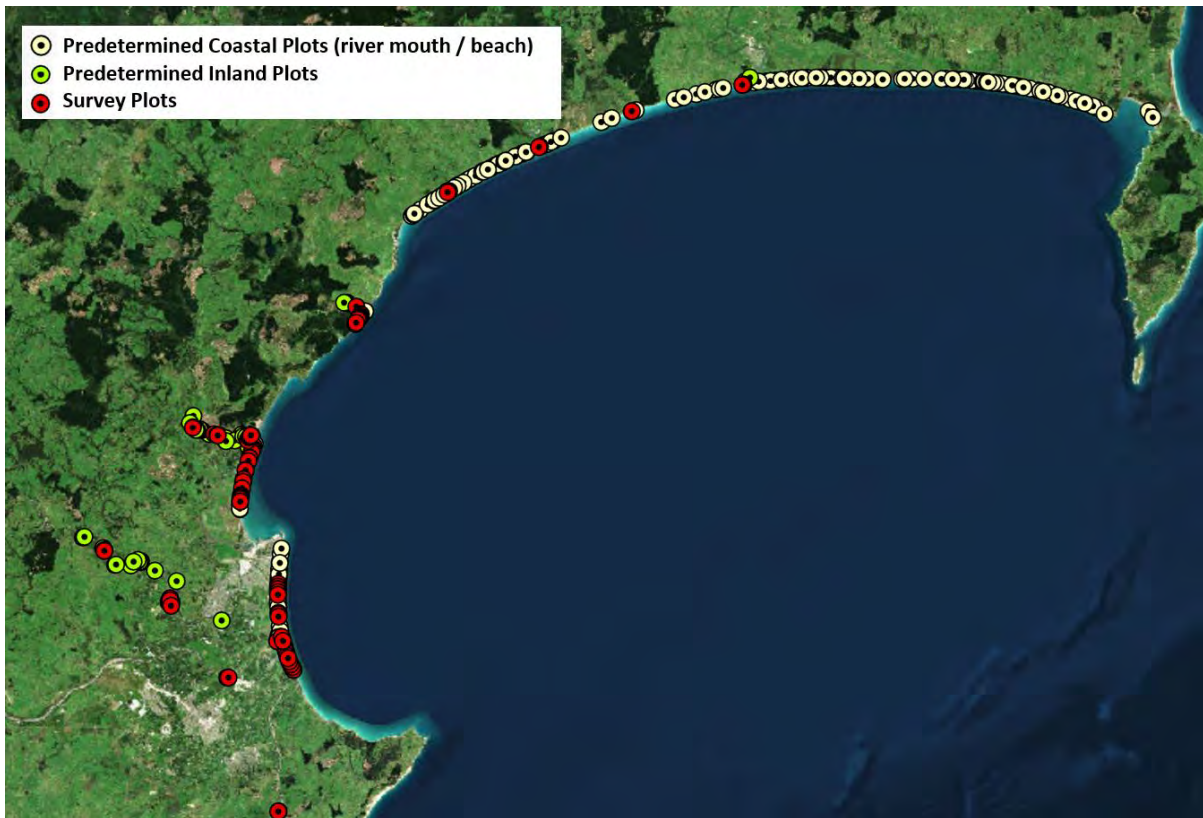 Predetermined Coastal Plots (river mouth / beach)
Predetermined Inland Plots
Survey Plots